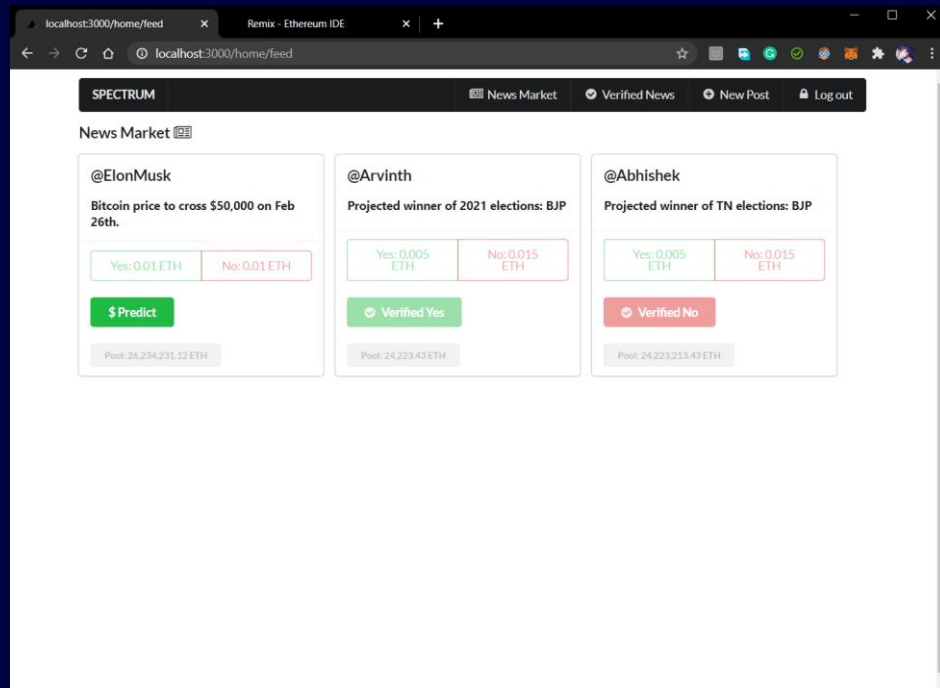 localhost:3000/home/feed
Remix - Ethereum IDE
localhost:3000/home/feed
SPECTRUM
News Market
Verified News
New Post
Log out
News Market
@ElonMusk
Bitcoin price to cross $50,000 on Feb
26th.
Yes: 0.01 ETH
No: 0.01 ETH
$ Predict
Pool: 26,234,231.12 ETH
@Arvinth
Projected winner of 2021 elections: BJP
Yes: 0.005
ETH
No: 0.015
ETH
Verified Yes
Pool: 24,223.43 ETH
@Abhishek
Projected winner of TN elections: BJP
Yes: 0.005
ETH
No: 0.015
ETH
Verified No
Pool: 24,223,213.43 ETH